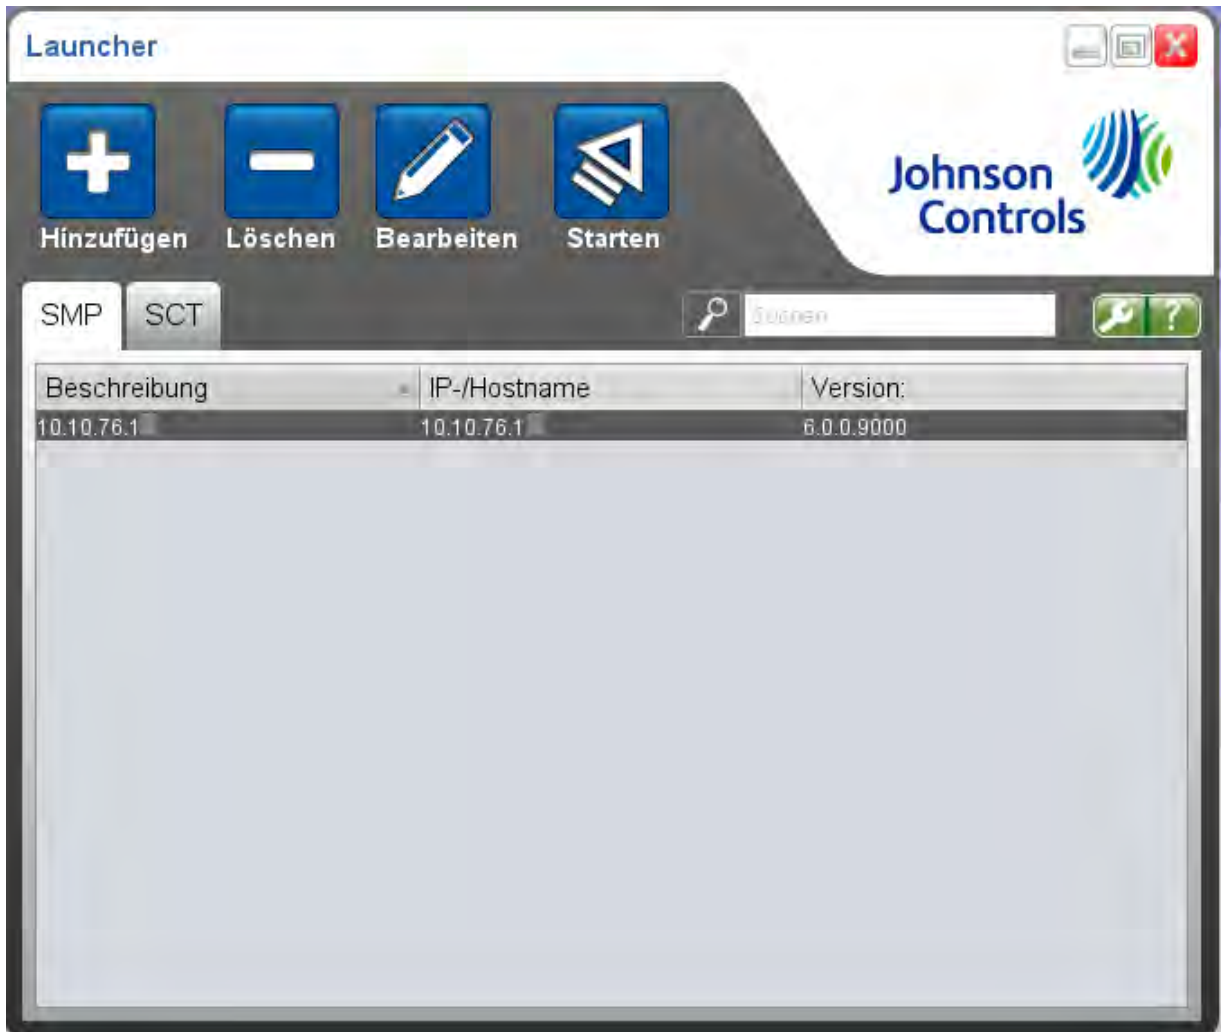 Launcher
Johnson
Controls
Hinzufügen Löschen Bearbeiten Starten
SMP SCT Suchen ?
Beschreibung IP-/Hostname Version:
10.10.76.1 10.10.76.1 6.0.0.9000